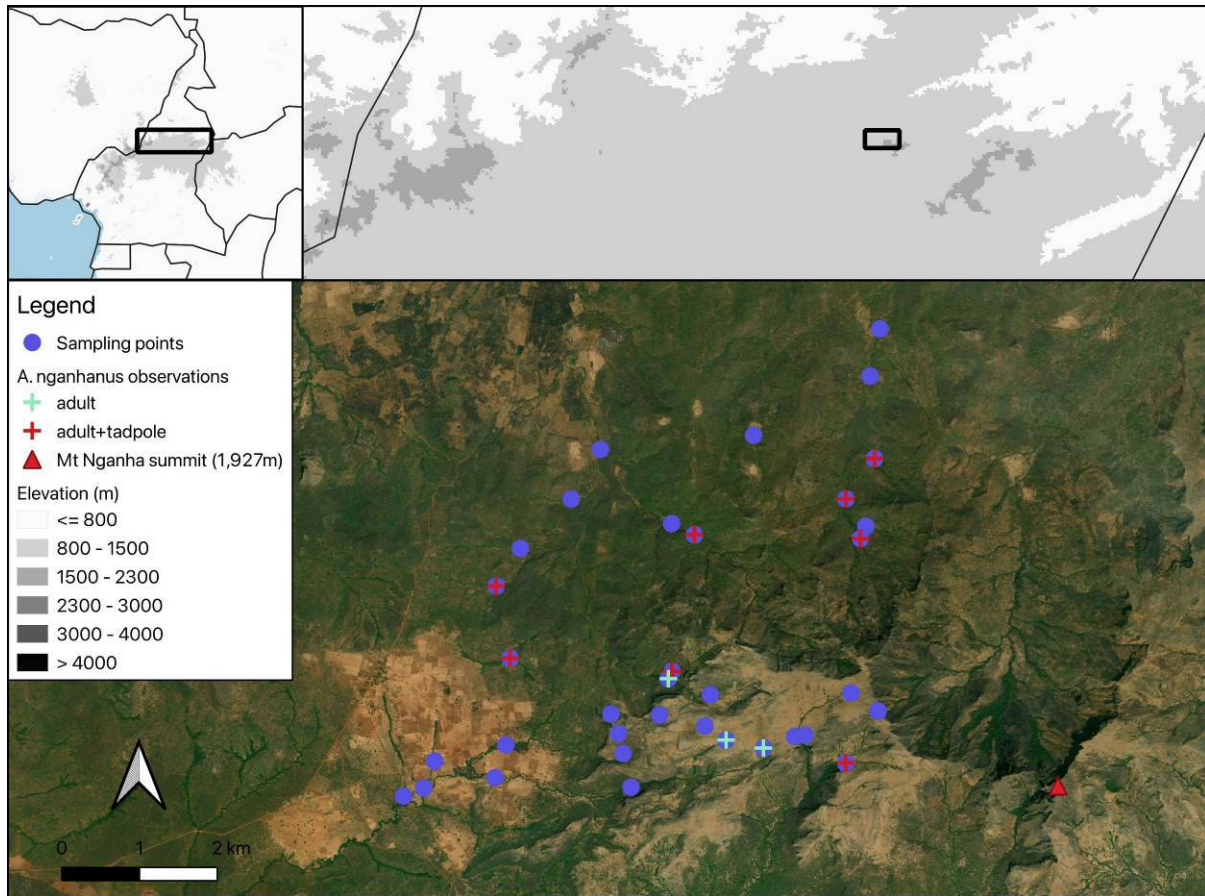 Legend
Sampling points
A. nganhanus observations
adult
adult+tadpole
Mt Nganha summit (1,927m)
Elevation (m)
<= 800
800 - 1500
1500 - 2300
2300 - 3000
3000 - 4000
> 4000
0 1 2 km